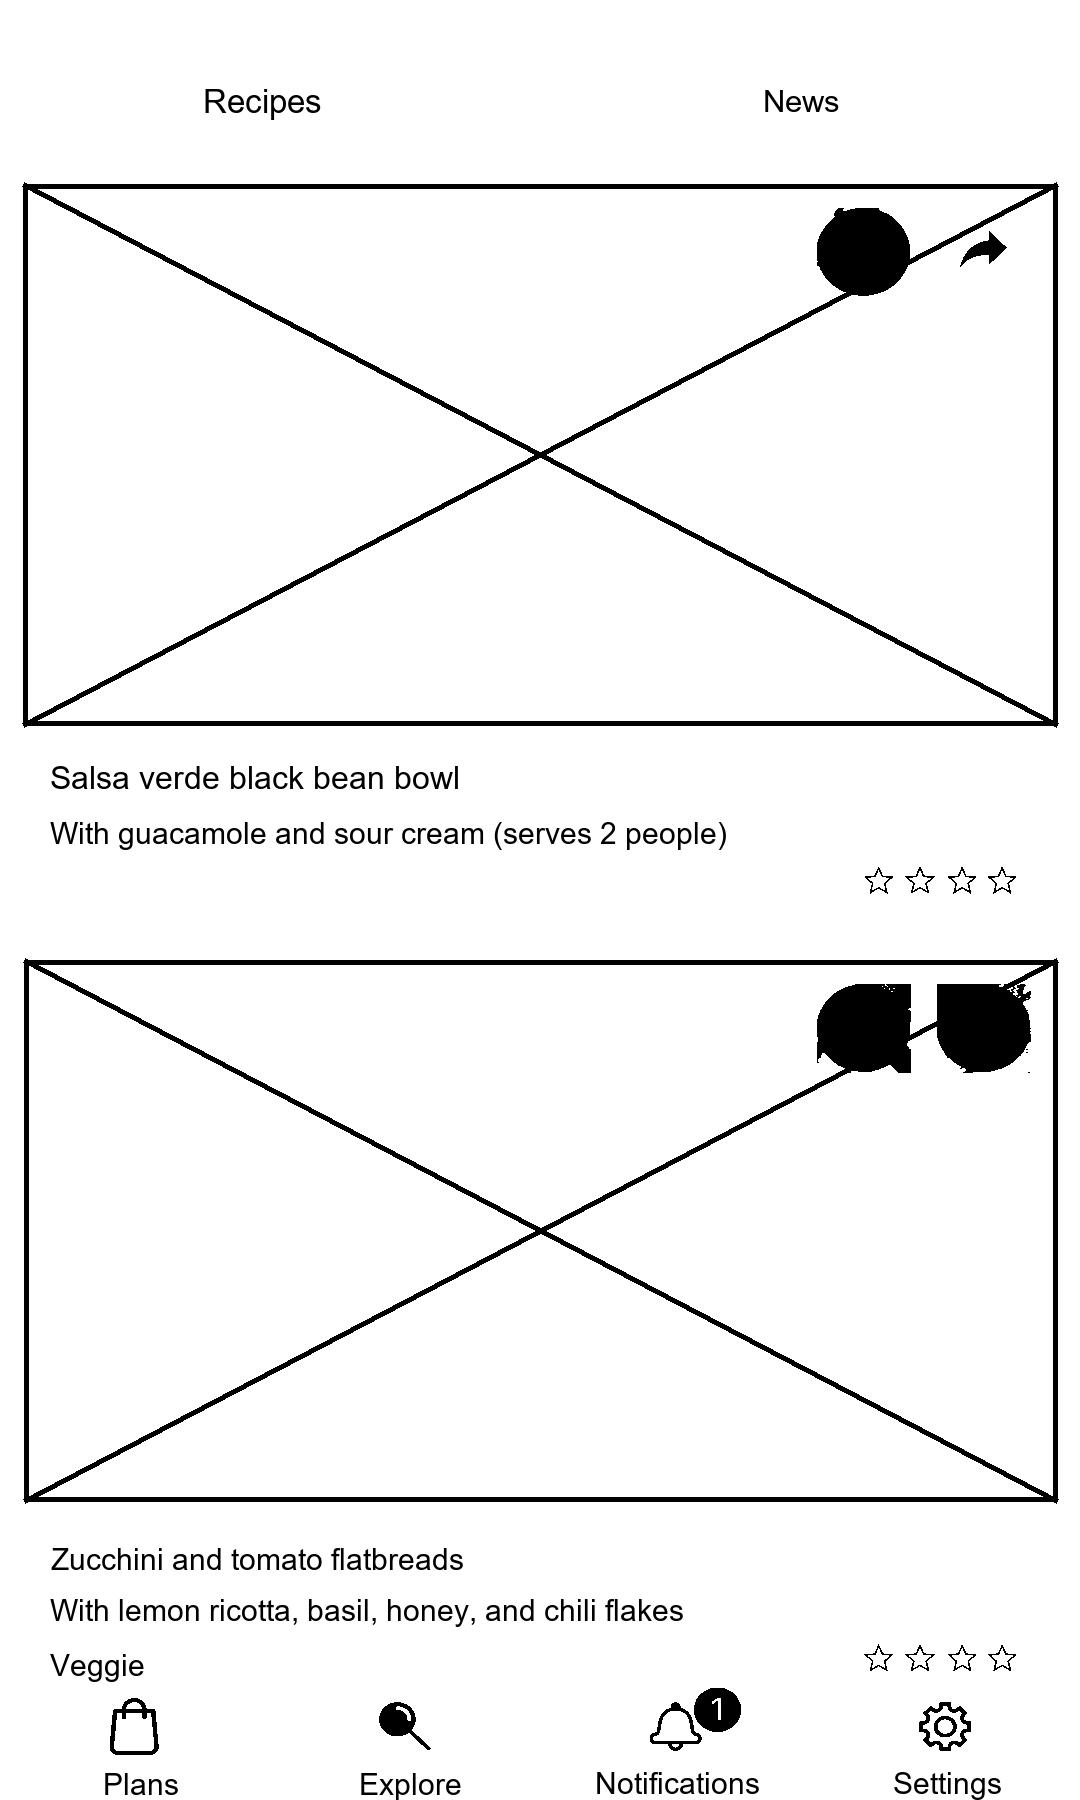 Recipes
News
Salsa verde black bean bowl
With guacamole and sour cream (serves 2 people)
Zucchini and tomato flatbreads
With lemon ricotta, basil, honey, and chili flakes
Veggie
1
Plans
Explore
Notifications
Settings